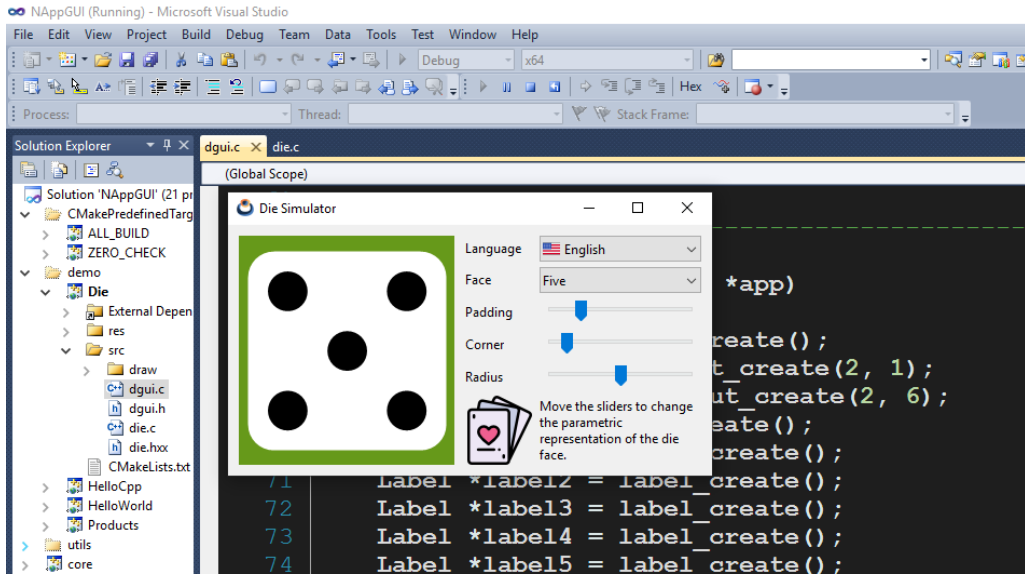 NAppGUI (Running) - Microsoft Visual Studio
File Edit View Project Build Debug Team Data Tools Test Window Help
Debug x64
Hex
Process: Thread: Stack Frame:
Solution Explorer
dgui.c die.c
(Global Scope)
Solution 'NAppGUI' (21 pr
CMakePredefinedTarg
ALL_BUILD
ZERO_CHECK
demo
Die
External Depen
res
src
draw
dgui.c
dgui.h
die.c
die.hxx
CMakeLists.txt
HelloCpp
HelloWorld
Products
utils
core
Die Simulator
Language English
Face Five
Padding
Corner
Radius
Move the sliders to change
the parametric
representation of the die
face.
*app)
reate();
t_create(2, 1);
ut_create(2, 6);
eate();
create();
71 Label *label2 = label_create();
72 Label *label3 = label_create();
73 Label *label4 = label_create();
74 Label *label5 = label_create();